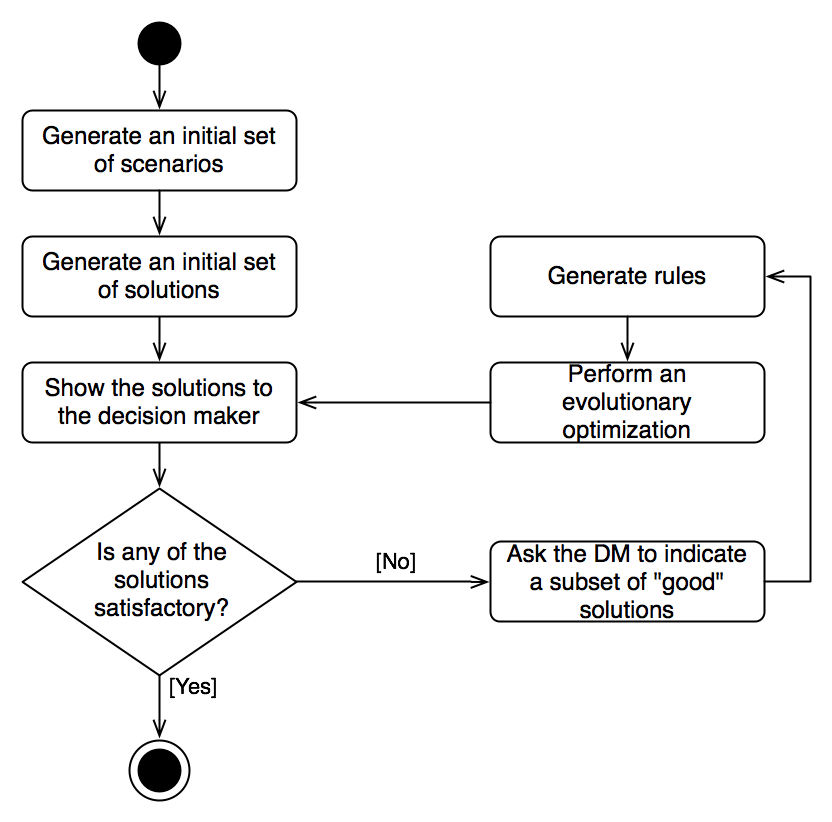 Generate an initial set
of scenarios
Generate an initial set
of solutions
Generate rules
Show the solutions to
the decision maker
Perform an
evolutionary
optimization
Is any of the
solutions
satisfactory?
[No]
Ask the DM to indicate
a subset of "good"
solutions
[Yes]